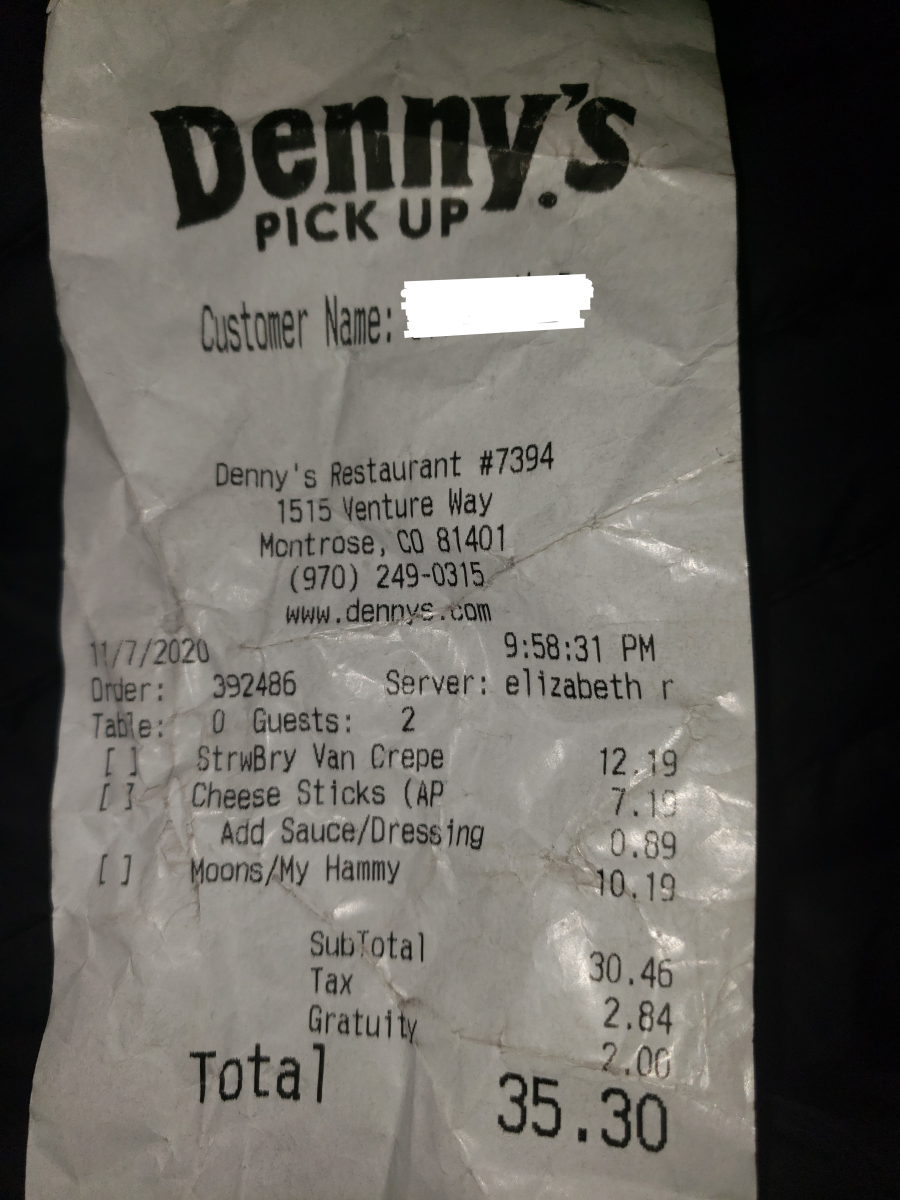 Denny's
PICK UP
Customer Name:
Denny's Restaurant #7394
1515 Venture Way
Montrose, CO 81401
(970) 249-0315
www.dennys.com
11/7/2020 9:58:31 PM
Order: 392486 Server: elizabeth r
Table: 0 Guests: 2
[ ] StrwBry Van Crepe 12.19
[ ] Cheese Sticks (AP 7.19
Add Sauce/Dressing 0.89
[ ] Moons/My Hammy 10.19
SubTotal 30.46
Tax 2.84
Gratuity 2.00
Total 35.30